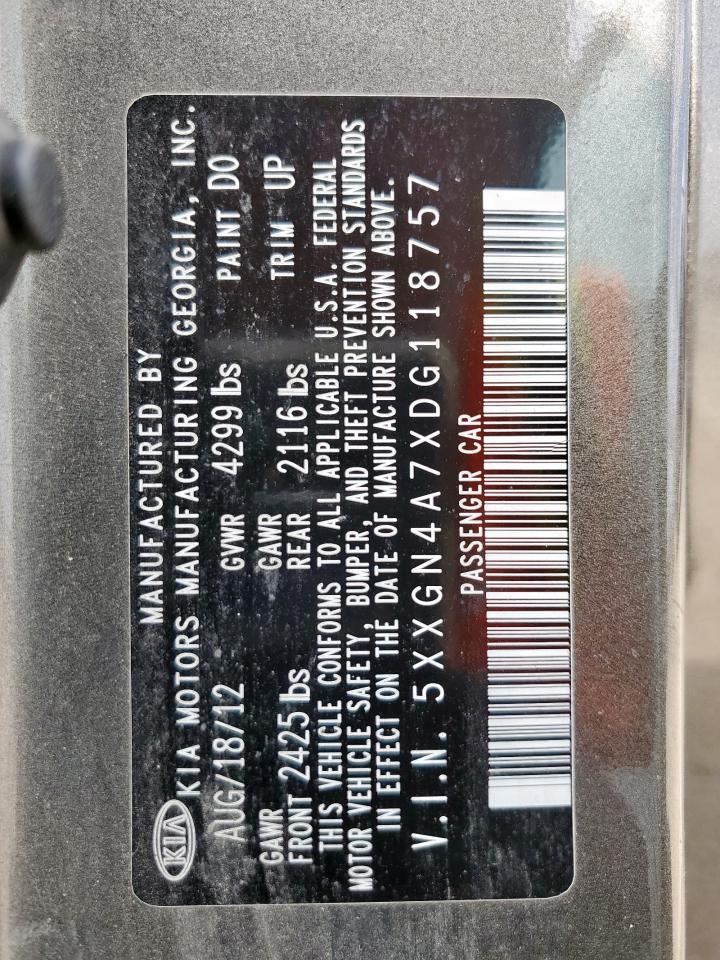 MANUFACTURED BY
KIA KIA MOTORS MANUFACTURING GEORGIA, INC.
AUG/18/12 GVWR 4299 lbs PAINT DO
GAWR GAWR
FRONT 2425 lbs REAR 2116 lbs TRIM UP
THIS VEHICLE CONFORMS TO ALL APPLICABLE U.S.A. FEDERAL
MOTOR VEHICLE SAFETY, BUMPER, AND THEFT PREVENTION STANDARDS
IN EFFECT ON THE DATE OF MANUFACTURE SHOWN ABOVE.
V.I.N. 5XXGN4A7XDG118757
PASSENGER CAR